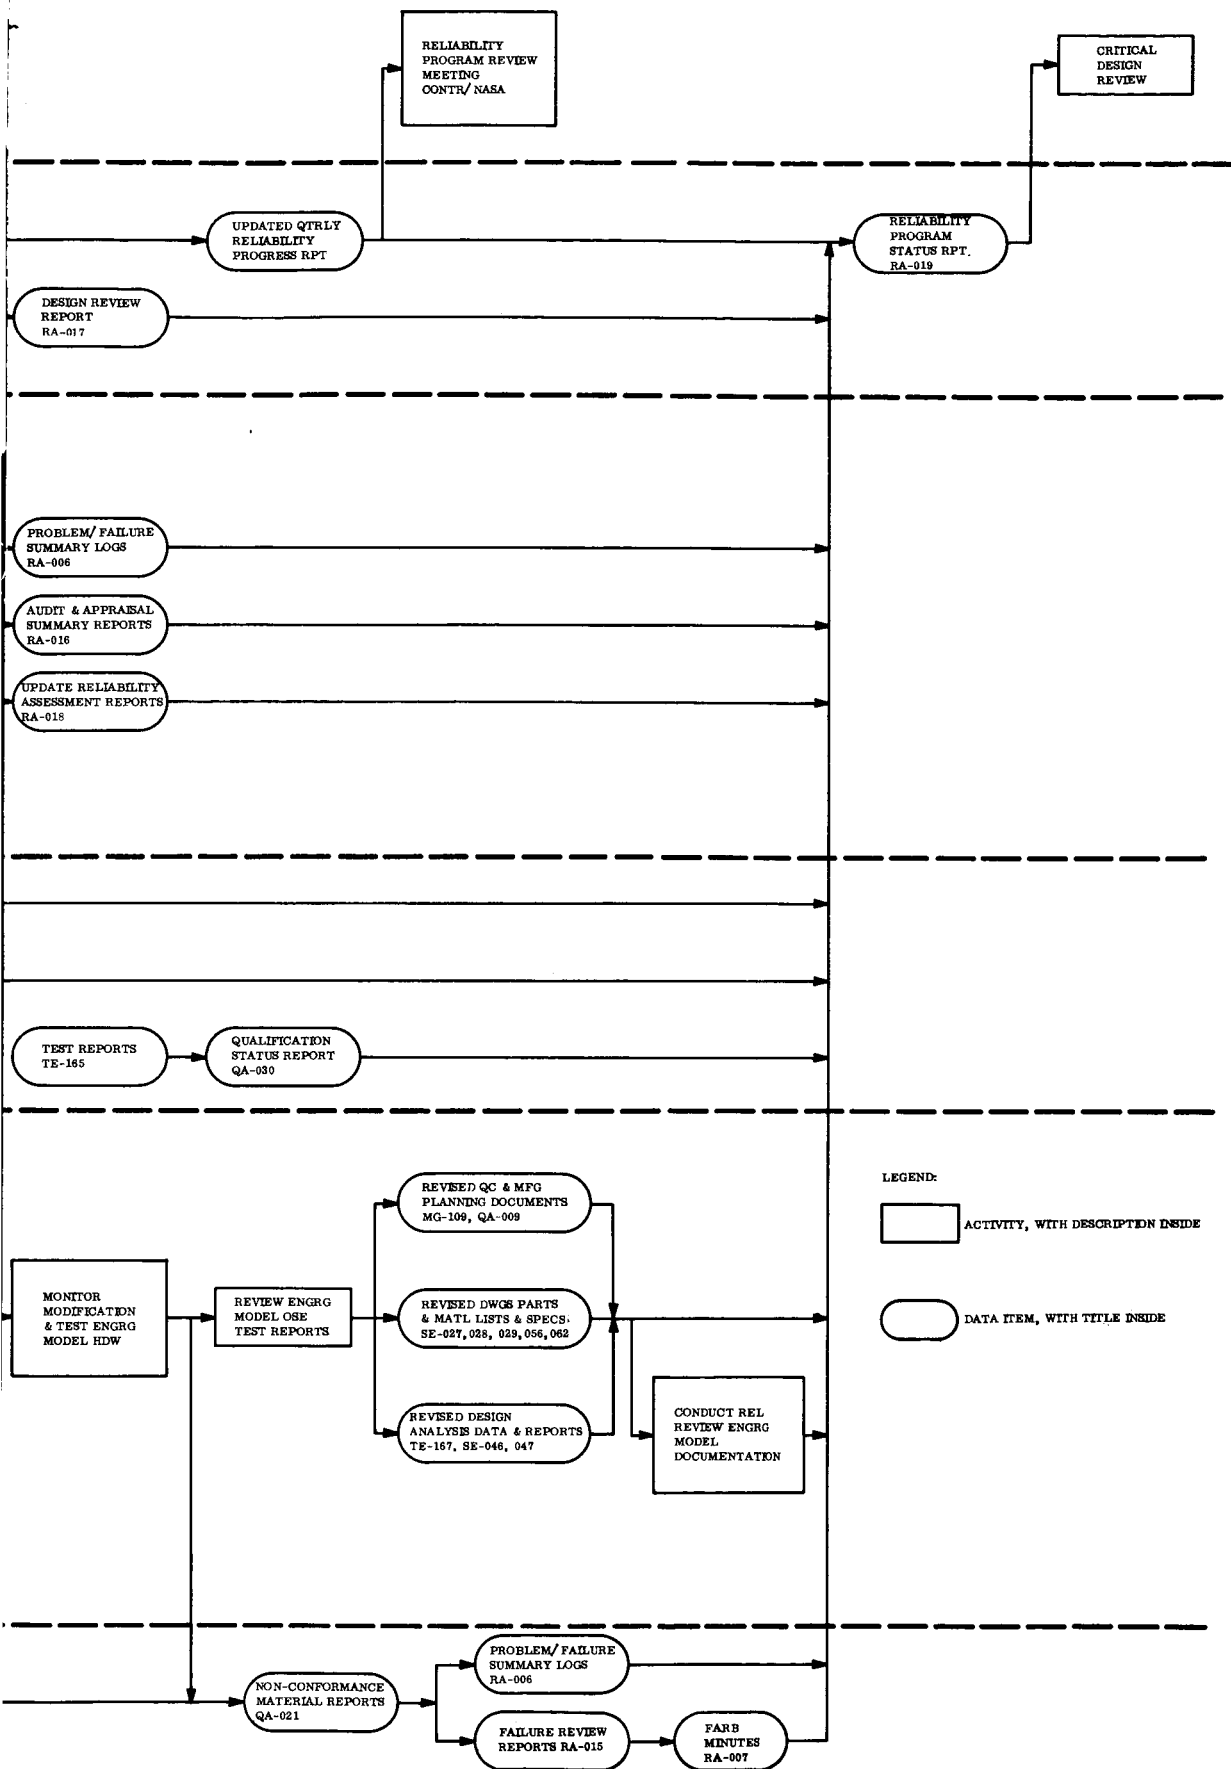 RELIABILITY
PROGRAM REVIEW
MEETING
CONTR/NASA
CRITICAL
DESIGN
REVIEW
UPDATED QTRLY
RELIABILITY
PROGRESS RPT
RELIABILITY
PROGRAM
STATUS RPT.
RA-019
DESIGN REVIEW
REPORT
RA-017
PROBLEM/FAILURE
SUMMARY LOGS
RA-006
AUDIT & APPRAISAL
SUMMARY REPORTS
RA-016
UPDATE RELIABILITY
ASSESSMENT REPORTS
RA-018
TEST REPORTS
TE-165
QUALIFICATION
STATUS REPORT
QA-030
REVISED QC & MFG
PLANNING DOCUMENTS
MG-109, QA-009
LEGEND:
ACTIVITY, WITH DESCRIPTION INSIDE
DATA ITEM, WITH TITLE INSIDE
MONITOR
MODIFICATION
& TEST ENGRG
MODEL HDW
REVIEW ENGRG
MODEL OSE
TEST REPORTS
REVISED DWGS PARTS
& MATL LISTS & SPECS.
SE-027, 028, 029, 056, 062
REVISED DESIGN
ANALYSIS DATA & REPORTS
TE-167, SE-046, 047
CONDUCT REL
REVIEW ENGRG
MODEL
DOCUMENTATION
NON-CONFORMANCE
MATERIAL REPORTS
QA-021
PROBLEM/FAILURE
SUMMARY LOGS
RA-006
FAILURE REVIEW
REPORTS RA-015
FARB
MINUTES
RA-007